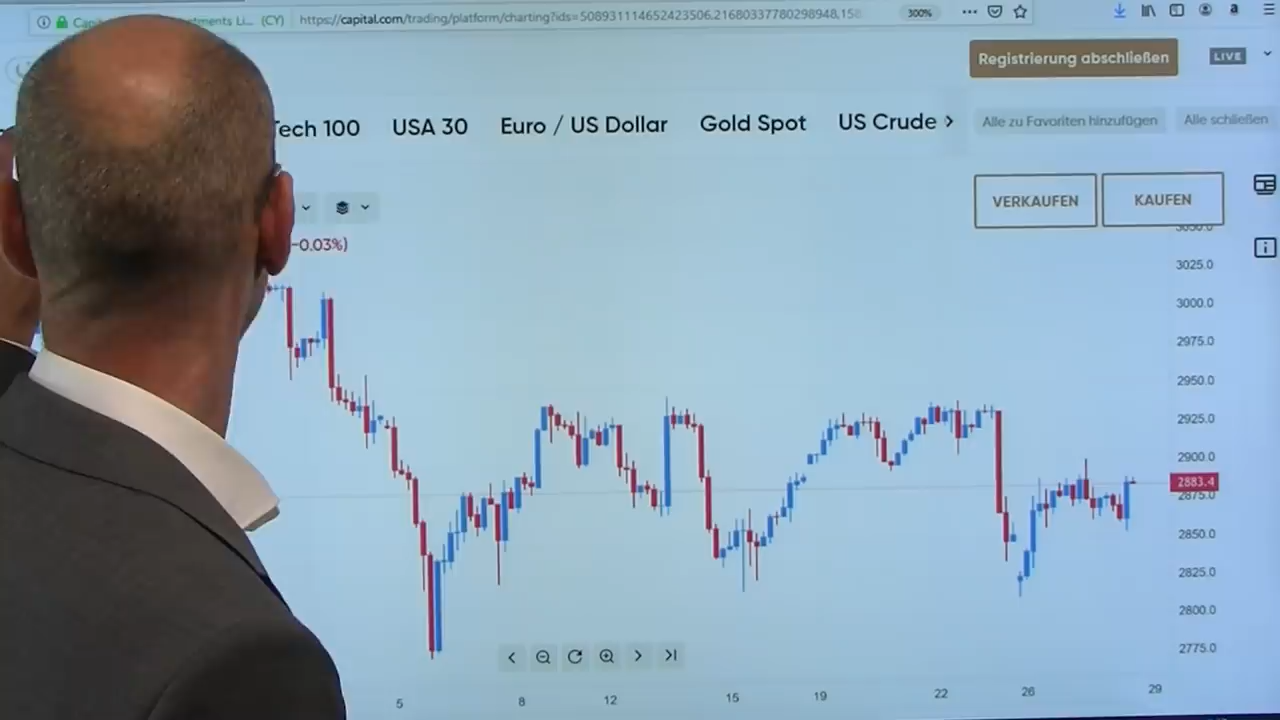 https://capital.com/trading/platform/charting?ids=508931114652423506,21680337780298948,15
(CY)
300%
Registrierung abschließen
LIVE
Tech 100
USA 30
Euro / US Dollar
Gold Spot
US Crude
Alle zu Favoriten hinzufügen
Alle schließen
VERKAUFEN
KAUFEN
-0.03%)
3050.0
3025.0
3000.0
2975.0
2950.0
2925.0
2900.0
2883.4
2875.0
2850.0
2825.0
2800.0
2775.0
5
8
12
15
19
22
26
29